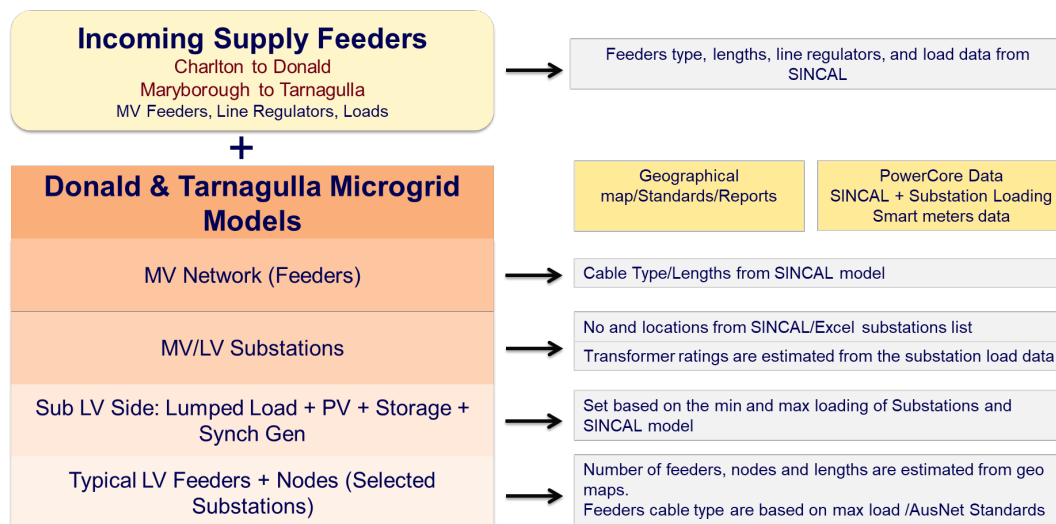 Incoming Supply Feeders
Charlton to Donald
Maryborough to Tarnagulla
MV Feeders, Line Regulators, Loads
Feeders type, lengths, line regulators, and load data from
SINCAL
+
Donald & Tarnagulla Microgrid
Models
Geographical
map/Standards/Reports
PowerCore Data
SINCAL + Substation Loading
Smart meters data
MV Network (Feeders)
Cable Type/Lengths from SINCAL model
MV/LV Substations
No and locations from SINCAL/Excel substations list
Transformer ratings are estimated from the substation load data
Sub LV Side: Lumped Load + PV + Storage +
Synch Gen
Set based on the min and max loading of Substations and
SINCAL model
Typical LV Feeders + Nodes (Selected
Substations)
Number of feeders, nodes and lengths are estimated from geo
maps.
Feeders cable type are based on max load /AusNet Standards